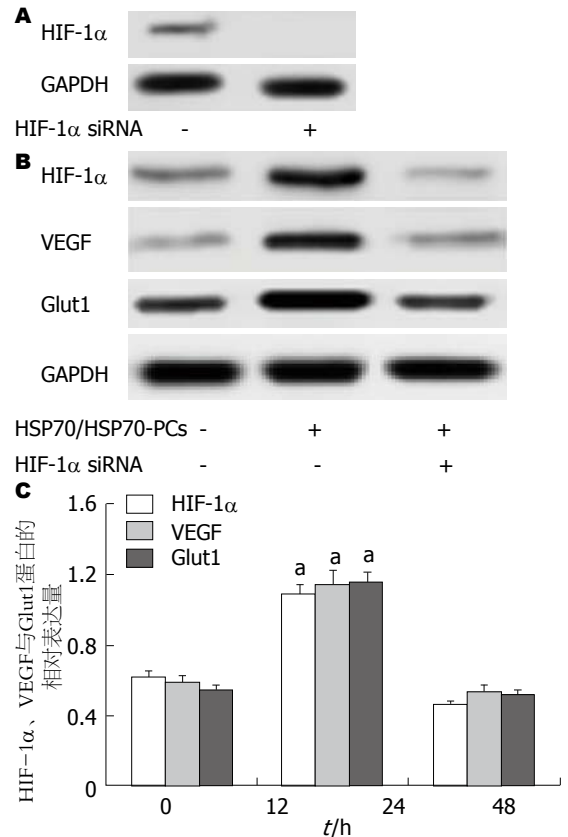 A
HIF-1α
GAPDH
HIF-1α siRNA - +
B
HIF-1α
VEGF
Glut1
GAPDH
HSP70/HSP70-PCs - + +
HIF-1α siRNA - - +
C
HIF-1α、VEGF与Glut1蛋白的
相对表达量
1.6
1.2
0.8
0.4
0
HIF-1α
VEGF
Glut1
a a a
0 12 24 48
t/h